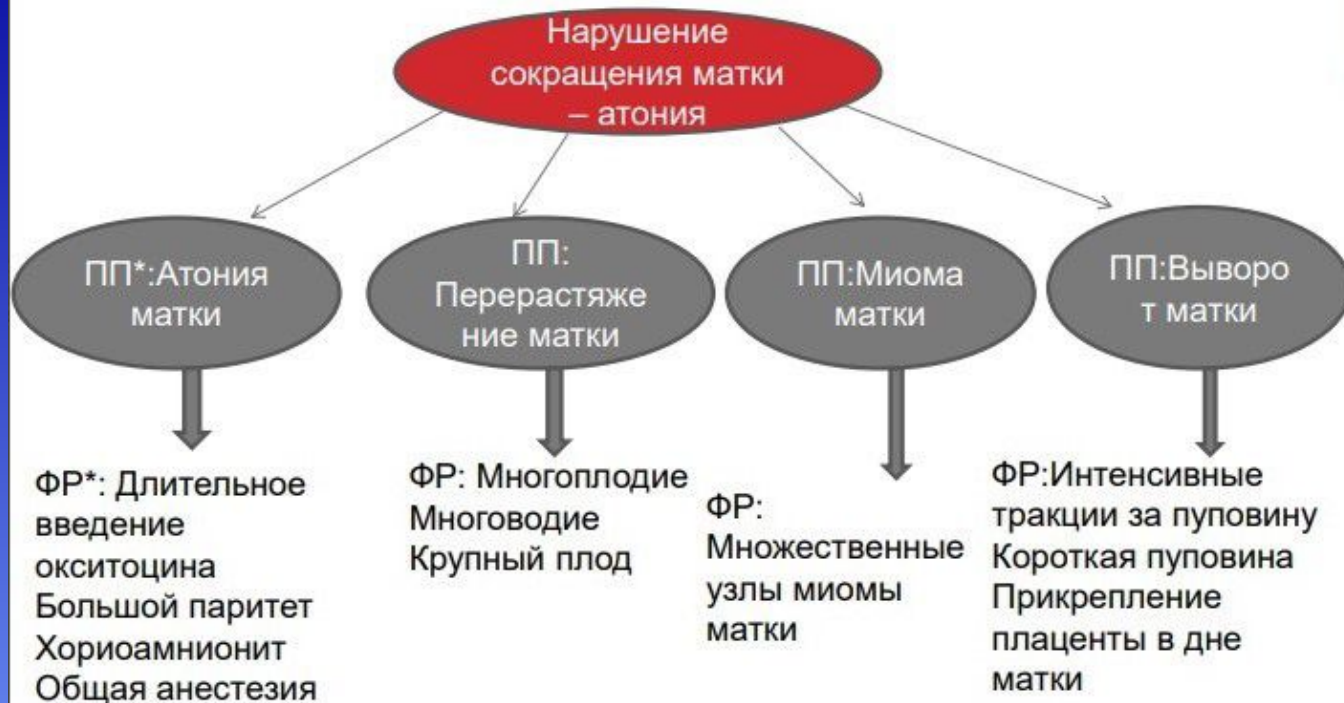 Нарушение
сокращения матки
– атония
ПП*:Атония
матки
ПП:
Перерастяже
ние матки
ПП:Миома
матки
ПП:Выворо
т матки
ФР*: Длительное
введение
окситоцина
Большой паритет
Хориоамнионит
Общая анестезия
ФР: Многоплодие
Многоводие
Крупный плод
ФР:
Множественные
узлы миомы
матки
ФР:Интенсивные
тракции за пуповину
Короткая пуповина
Прикрепление
плаценты в дне
матки